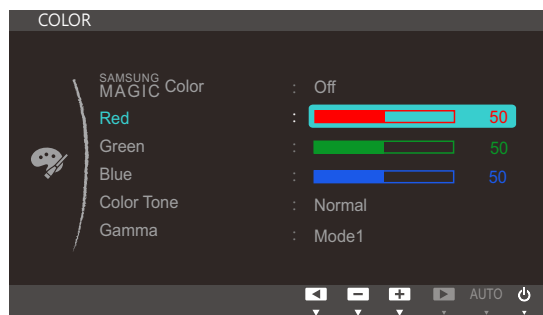 COLOR
SAMSUNG MAGIC Color : Off
Red : 50
Green : 50
Blue : 50
Color Tone : Normal
Gamma : Mode1
AUTO